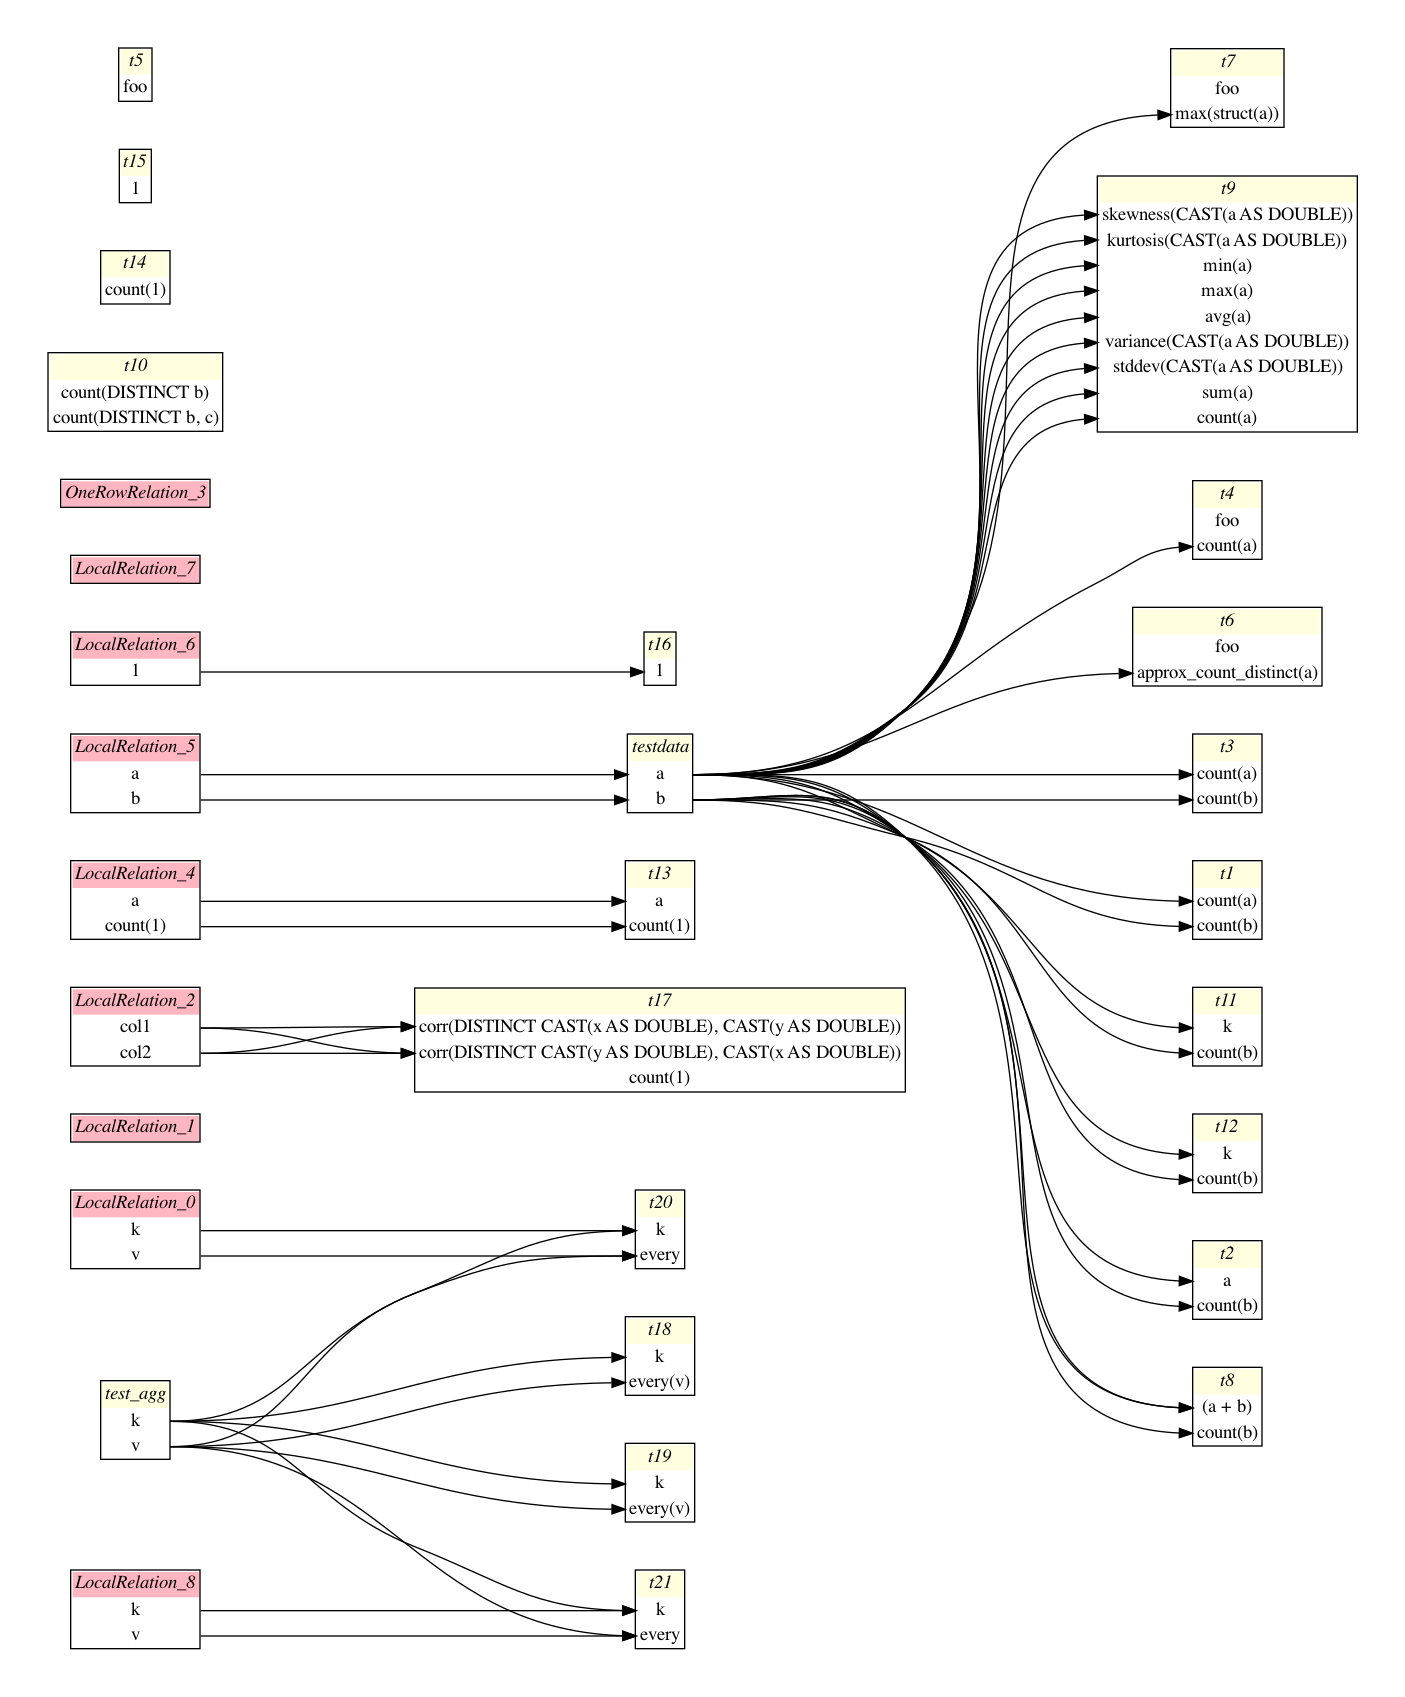 t5
foo
t15
1
t14
count(1)
t10
count(DISTINCT b)
count(DISTINCT b, c)
OneRowRelation_3
LocalRelation_7
LocalRelation_6
1
LocalRelation_5
a
b
LocalRelation_4
a
count(1)
LocalRelation_2
col1
col2
LocalRelation_1
LocalRelation_0
k
v
test_agg
k
v
LocalRelation_8
k
v
t16
1
testdata
a
b
t13
a
count(1)
t17
corr(DISTINCT CAST(x AS DOUBLE), CAST(y AS DOUBLE))
corr(DISTINCT CAST(y AS DOUBLE), CAST(x AS DOUBLE))
count(1)
t20
k
every
t18
k
every(v)
t19
k
every(v)
t21
k
every
t7
foo
max(struct(a))
t9
skewness(CAST(a AS DOUBLE))
kurtosis(CAST(a AS DOUBLE))
min(a)
max(a)
avg(a)
variance(CAST(a AS DOUBLE))
stddev(CAST(a AS DOUBLE))
sum(a)
count(a)
t4
foo
count(a)
t6
foo
approx_count_distinct(a)
t3
count(a)
count(b)
t1
count(a)
count(b)
t11
k
count(b)
t12
k
count(b)
t2
a
count(b)
t8
(a + b)
count(b)